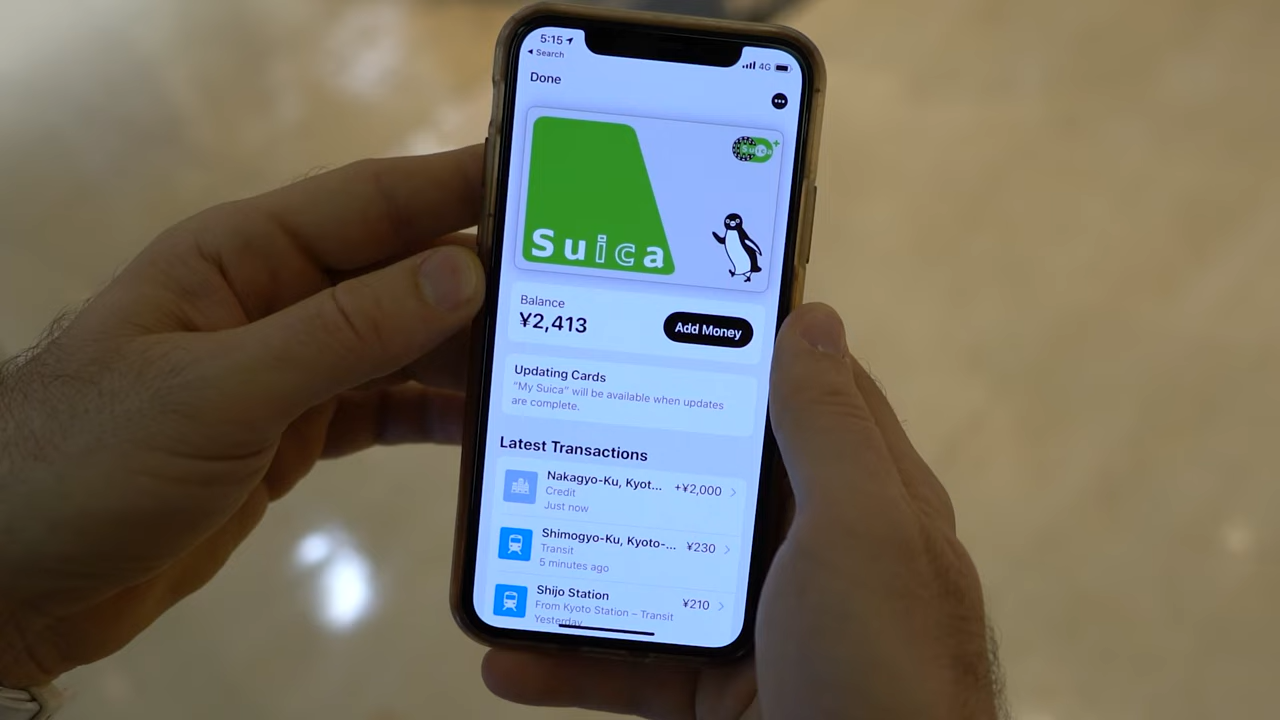 5:15
Search
4G
Done
Suica
Suica
Balance
¥2,413
Add Money
Updating Cards
"My Suica" will be available when updates
are complete.
Latest Transactions
Nakagyo-Ku, Kyot... +¥2,000
Credit
Just now
Shimogyo-Ku, Kyoto-... ¥230
Transit
5 minutes ago
Shijo Station ¥210
From Kyoto Station – Transit
Yesterday